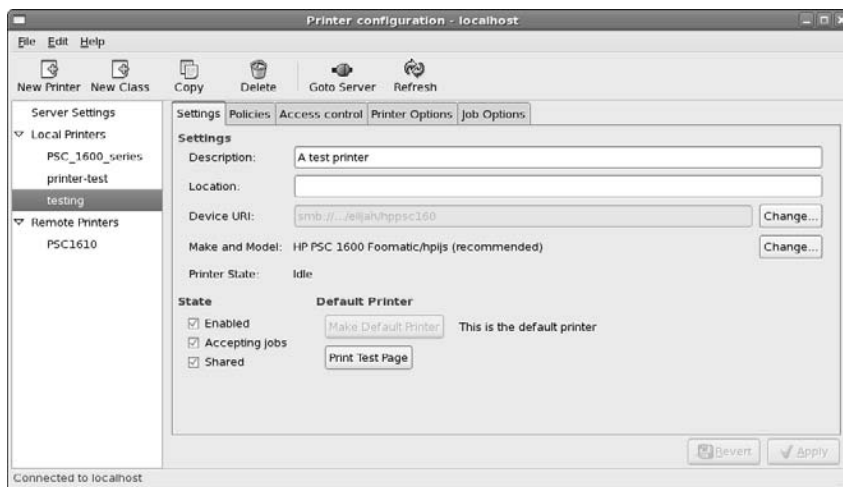 Printer configuration - localhost
File Edit Help
New Printer New Class Copy Delete Goto Server Refresh
Server Settings
Local Printers
PSC_1600_series
printer-test
testing
Remote Printers
PSC1610
Settings Policies Access control Printer Options Job Options
Settings
Description: A test printer
Location:
Device URI: smb://.../elijah/hppsc160 Change...
Make and Model: HP PSC 1600 Foomatic/hpijs (recommended) Change...
Printer State: Idle
State
Enabled
Accepting jobs
Shared
Default Printer
Make Default Printer This is the default printer
Print Test Page
Revert Apply
Connected to localhost